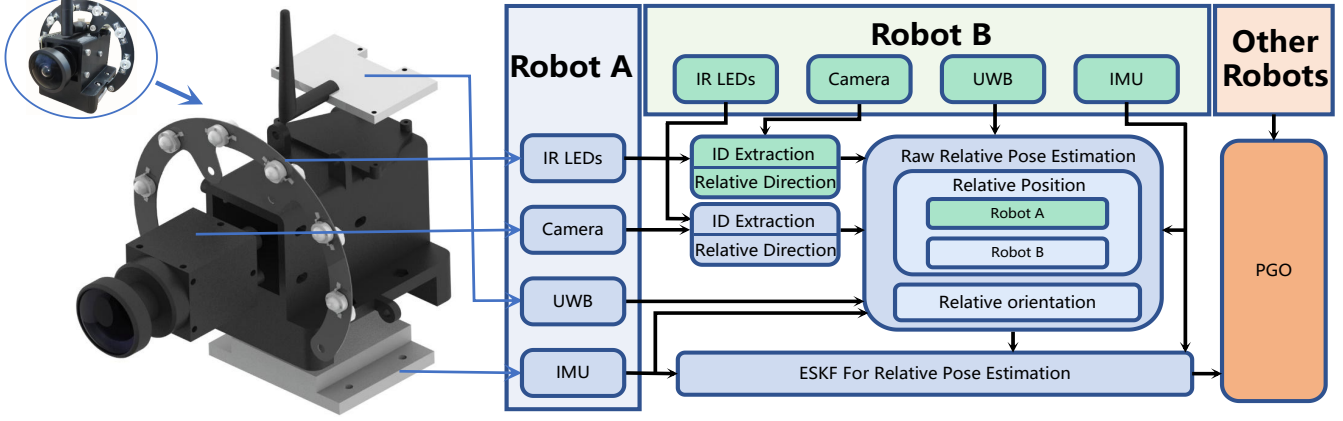 Robot A
IR LEDs
Camera
UWB
IMU
Robot B
IR LEDs
Camera
UWB
IMU
Other
Robots
ID Extraction
Relative Direction
ID Extraction
Relative Direction
Raw Relative Pose Estimation
Relative Position
Robot A
Robot B
Relative orientation
ESKF For Relative Pose Estimation
PGO